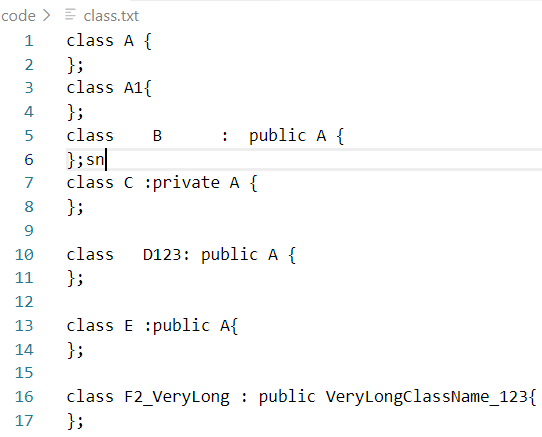 code > class.txt
1 class A {
2 };
3 class A1{
4 };
5 class    B      :  public A {
6 };sn
7 class C :private A {
8 };
9
10 class   D123: public A {
11 };
12
13 class E :public A{
14 };
15
16 class F2_VeryLong : public VeryLongClassName_123{
17 };